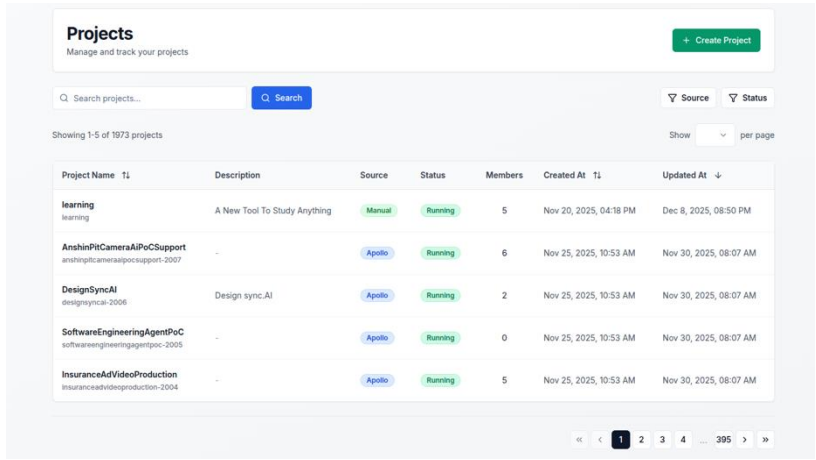 Projects
Manage and track your projects
+ Create Project
Search projects...
Search
Source
Status
Showing 1-5 of 1973 projects
Show per page
Project Name ↑↓ Description Source Status Members Created At ↑↓ Updated At ↓
learning
learning
A New Tool To Study Anything Manual Running 5 Nov 20, 2025, 04:18 PM Dec 8, 2025, 08:50 PM
AnshinPitCameraAiPoCSupport
anshinpitcameraaipocsupport-2007
- Apollo Running 6 Nov 25, 2025, 10:53 AM Nov 30, 2025, 08:07 AM
DesignSyncAI
designsyncai-2006
Design sync.AI Apollo Running 2 Nov 25, 2025, 10:53 AM Nov 30, 2025, 08:07 AM
SoftwareEngineeringAgentPoC
softwareengineeringagentpoc-2005
- Apollo Running 0 Nov 25, 2025, 10:53 AM Nov 30, 2025, 08:07 AM
InsuranceAdVideoProduction
insuranceadvideoproduction-2004
- Apollo Running 5 Nov 25, 2025, 10:53 AM Nov 30, 2025, 08:07 AM
« ‹ 1 2 3 4 ... 395 › »